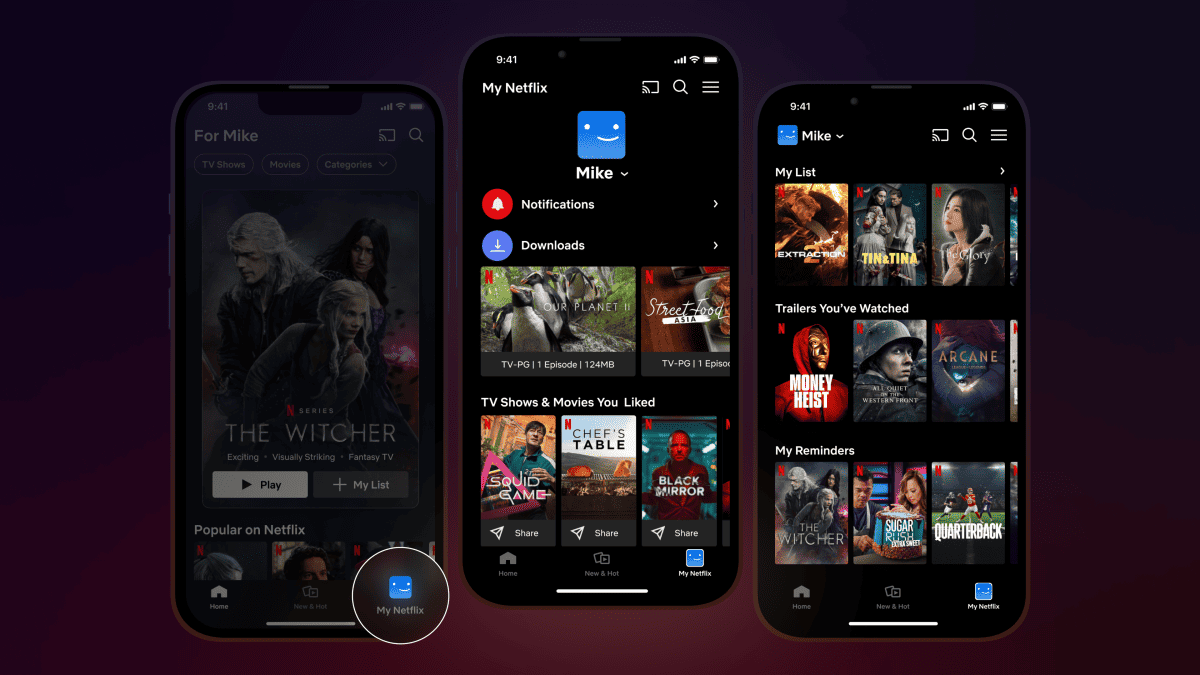 9:41
For Mike
TV Shows
Movies
Categories
N SERIES
THE WITCHER
Exciting • Visually Striking • Fantasy TV
Play
My List
Popular on Netflix
N
N
N
Home
New & Hot
My Netflix
9:41
My Netflix
Mike
Notifications
Downloads
N
OUR PLANET II
TV-PG | 1 Episode | 124MB
N
Street Food
ASIA
TV-PG | 1 Episod
TV Shows & Movies You Liked
N
SQUID
GAME
Share
N
CHEF'S
TABLE
Share
N
BLACK
MIRROR
Share
Home
New & Hot
My Netflix
9:41
Mike
My List
N
EXTRACTION
2
N
TIN&TINA
N
The Glory
Trailers You've Watched
N
MONEY
HEIST
N
ALL QUIET
ON THE
WESTERN FRONT
N
ARCANE
LEAGUE OF LEGENDS
My Reminders
N
THE
WITCHER
N
SUGAR
RUSH
EXTRA SWEET
N
QUARTERBACK
Home
New & Hot
My Netflix